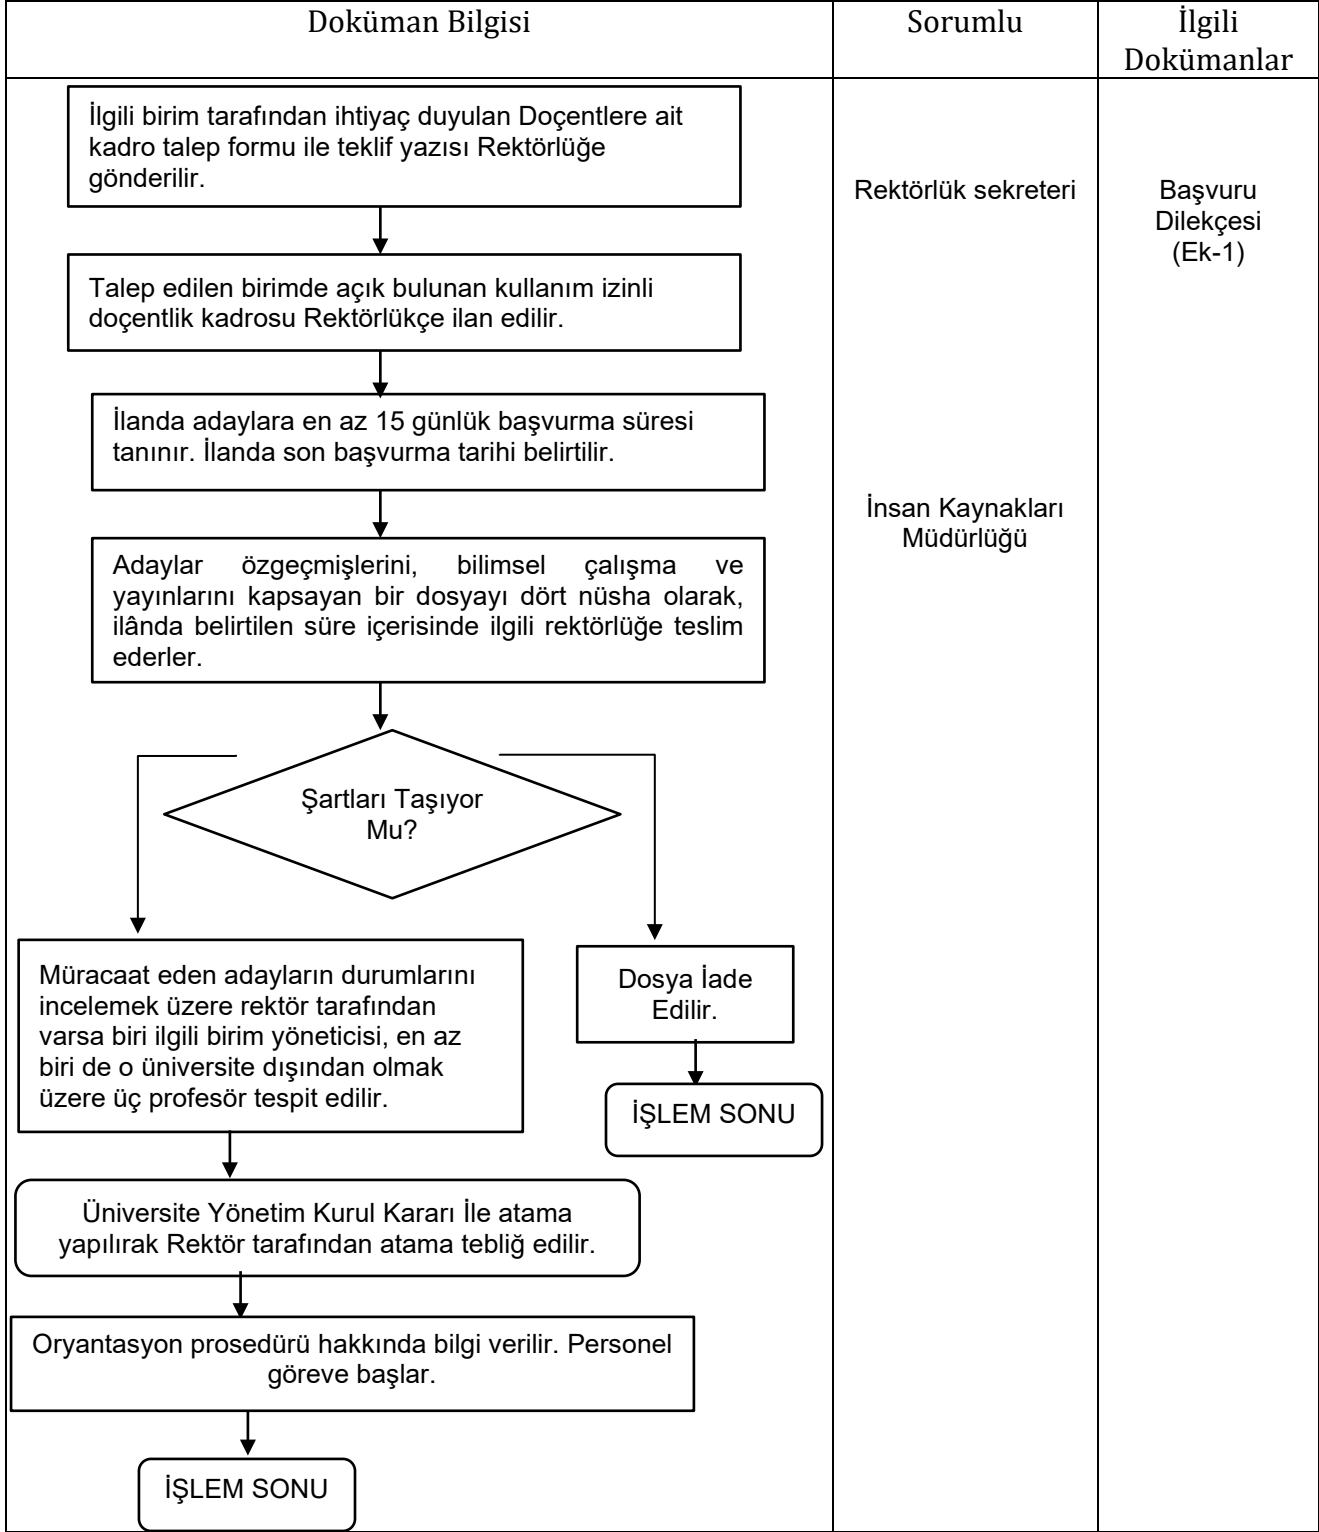 Doküman Bilgisi
Sorumlu
İlgili
Dokümanlar
İlgili birim tarafından ihtiyaç duyulan Doçentlere ait
kadro talep formu ile teklif yazısı Rektörlüğe
gönderilir.
Rektörlük sekreteri
Başvuru
Dilekçesi
(Ek-1)
Talep edilen birimde açık bulunan kullanım izinli
doçentlik kadrosu Rektörlükçe ilan edilir.
İlanda adaylara en az 15 günlük başvurma süresi
tanınır. İlanda son başvurma tarihi belirtilir.
İnsan Kaynakları
Müdürlüğü
Adaylar özgeçmişlerini, bilimsel çalışma ve
yayınlarını kapsayan bir dosyayı dört nüsha olarak,
ilânda belirtilen süre içerisinde ilgili rektörlüğe teslim
ederler.
Şartları Taşıyor
Mu?
Müracaat eden adayların durumlarını
incelemek üzere rektör tarafından
varsa biri ilgili birim yöneticisi, en az
biri de o üniversite dışından olmak
üzere üç profesör tespit edilir.
Dosya İade
Edilir.
İŞLEM SONU
Üniversite Yönetim Kurul Kararı İle atama
yapılırak Rektör tarafından atama tebliğ edilir.
Oryantasyon prosedürü hakkında bilgi verilir. Personel
göreve başlar.
İŞLEM SONU